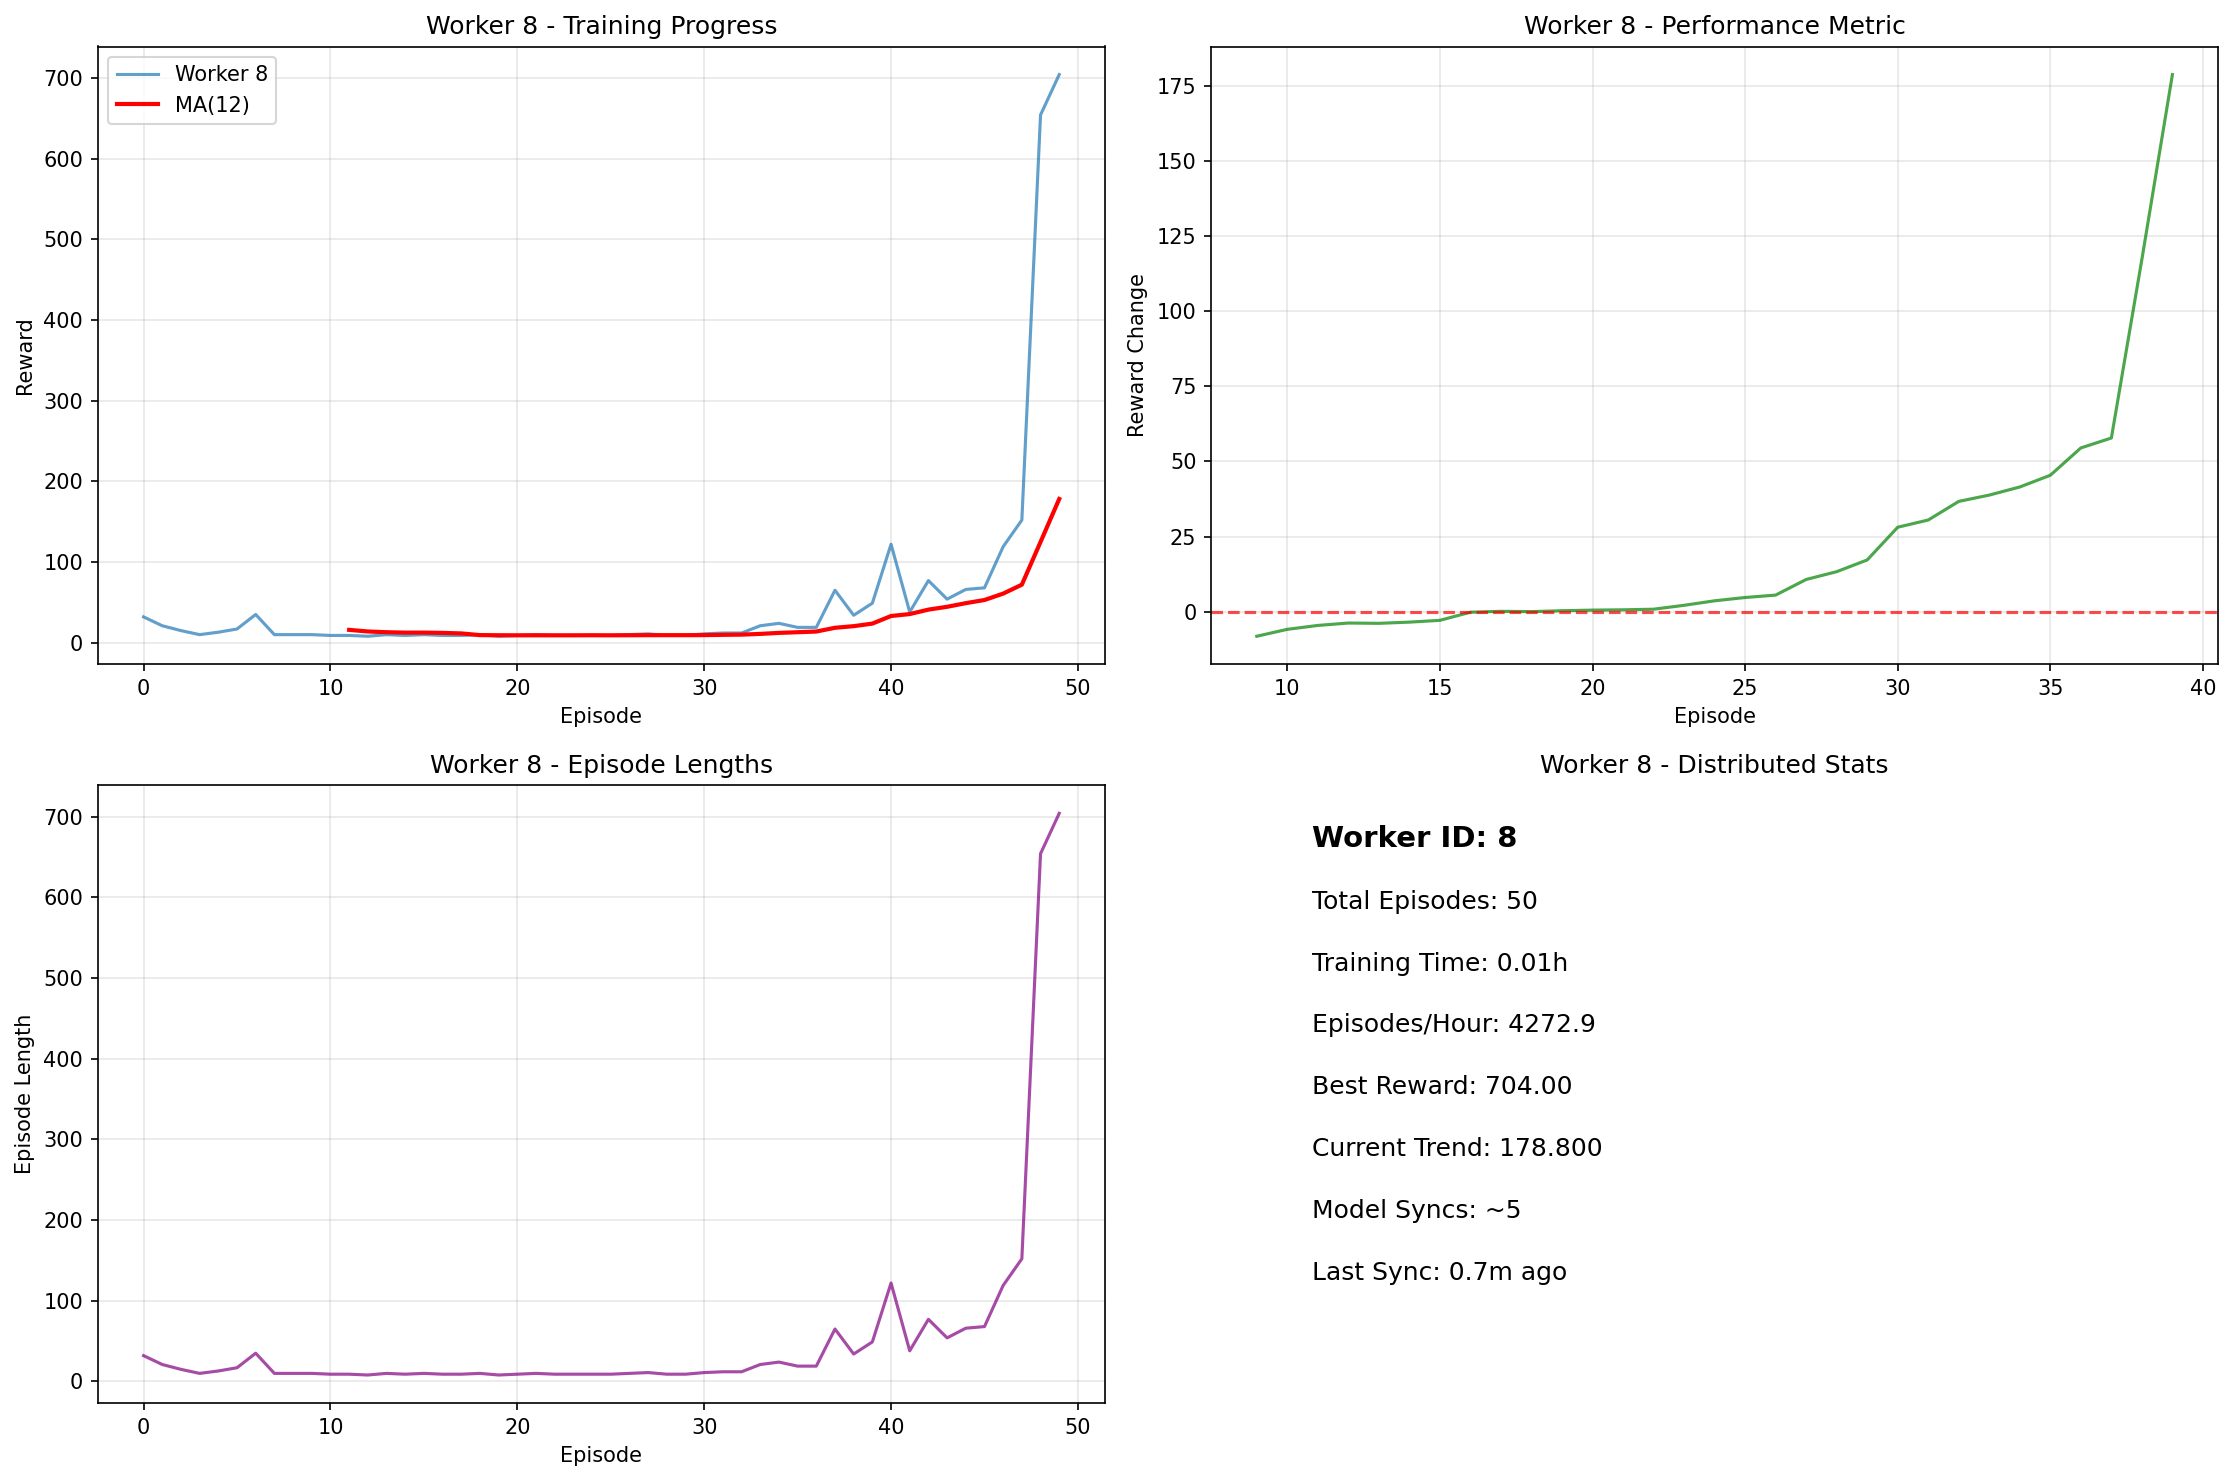 Worker 8 - Training Progress
Worker 8
MA(12)
Reward
700
600
500
400
300
200
100
0
0 10 20 30 40 50
Episode
Worker 8 - Performance Metric
Reward Change
175
150
125
100
75
50
25
0
10 15 20 25 30 35 40
Episode
Worker 8 - Episode Lengths
Episode Length
700
600
500
400
300
200
100
0
0 10 20 30 40 50
Episode
Worker 8 - Distributed Stats
Worker ID: 8
Total Episodes: 50
Training Time: 0.01h
Episodes/Hour: 4272.9
Best Reward: 704.00
Current Trend: 178.800
Model Syncs: ~5
Last Sync: 0.7m ago